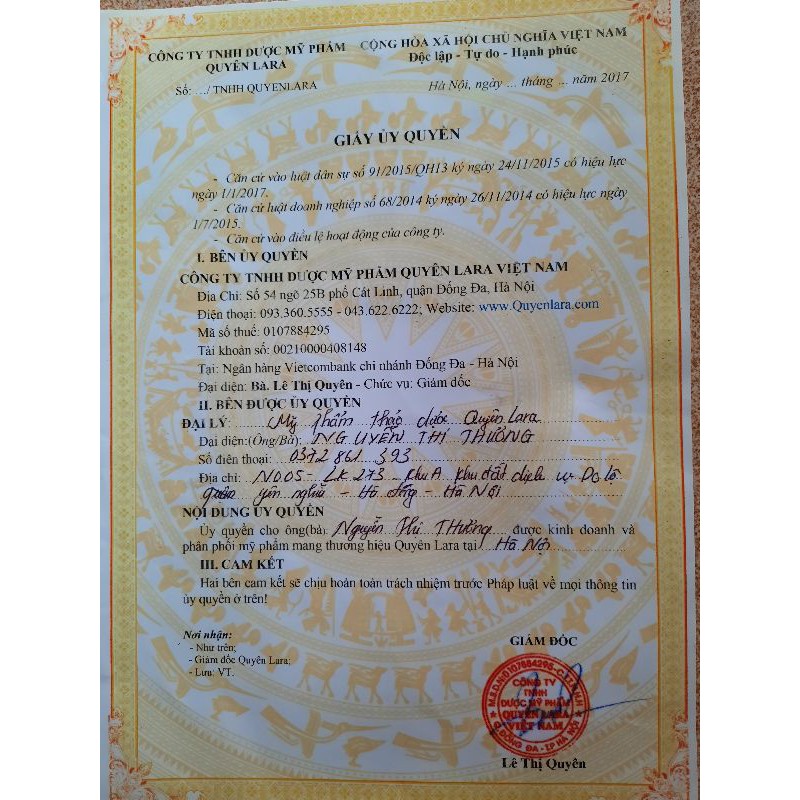 CÔNG TY TNHH DƯỢC MỸ PHẨM
QUYÊN LARA
Số: .../ TNHH QUYENLARA
CỘNG HÒA XÃ HỘI CHỦ NGHĨA VIỆT NAM
Độc lập - Tự do - Hạnh phúc
Hà Nội, ngày ... tháng ... năm 2017
GIẤY ỦY QUYỀN
- Căn cứ vào luật dân sự số 91/2015/QH13 ký ngày 24/11/2015 có hiệu lực
ngày 1/1/2017.
- Căn cứ luật doanh nghiệp số 68/2014 ký ngày 26/11/2014 có hiệu lực ngày
1/7/2015.
- Căn cứ vào điều lệ hoạt động của công ty.
I. BÊN ỦY QUYỀN
CÔNG TY TNHH DƯỢC MỸ PHẨM QUYÊN LARA VIỆT NAM
Địa Chỉ: Số 54 ngõ 25B phố Cát Linh, quận Đống Đa, Hà Nội
Điện thoại: 093.360.5555 - 043.622.6222; Website: www.Quyenlara.com
Mã số thuế: 0107884295
Tài khoản số: 00210000408148
Tại: Ngân hàng Vietcombank chi nhánh Đống Đa - Hà Nội
Đại diện: Bà. Lê Thị Quyên - Chức vụ: Giám đốc
II. BÊN ĐƯỢC ỦY QUYỀN
ĐẠI LÝ: Mỹ phẩm thảo dược Quyên Lara
Đại diện:(Ông/Bà): NGUYỄN THỊ THƯỜNG
Số điện thoại: 0372 861 393
Địa chỉ: NO05 - LK 273 Khu A Khu đất dịch vụ Do lộ
yên nghĩa - Hà đông - Hà Nội
NỘI DUNG ỦY QUYỀN
Ủy quyền cho ông(bà) Nguyễn Thị Thường được kinh doanh và
phân phối mỹ phẩm mang thương hiệu Quyên Lara tại Hà Nội
III. CAM KẾT
Hai bên cam kết sẽ chịu hoàn toàn trách nhiệm trước Pháp luật về mọi thông tin
ủy quyền ở trên!
Nơi nhận:
- Như trên;
- Giám đốc Quyên Lara;
- Lưu: VT.
GIÁM ĐỐC
M.S.D.N:0107884295-C.T.T.N.H.H
CÔNG TY
TNHH
DƯỢC MỸ PHẨM
QUYÊN LARA
VIỆT NAM
Q.ĐỐNG ĐA - T.P HÀ NỘI
Lê Thị Quyên